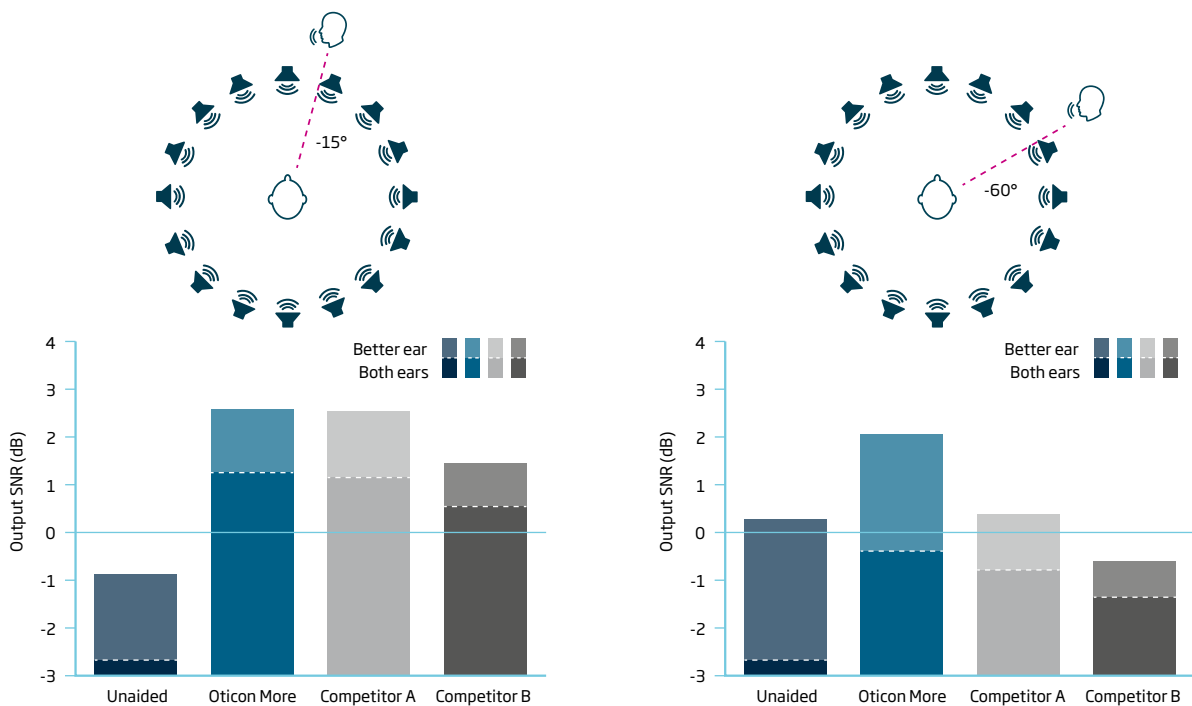 -15°
4
3
2
1
0
-1
-2
-3
Output SNR (dB)
Better ear
Both ears
Unaided Oticon More Competitor A Competitor B
-60°
4
3
2
1
0
-1
-2
-3
Output SNR (dB)
Better ear
Both ears
Unaided Oticon More Competitor A Competitor B